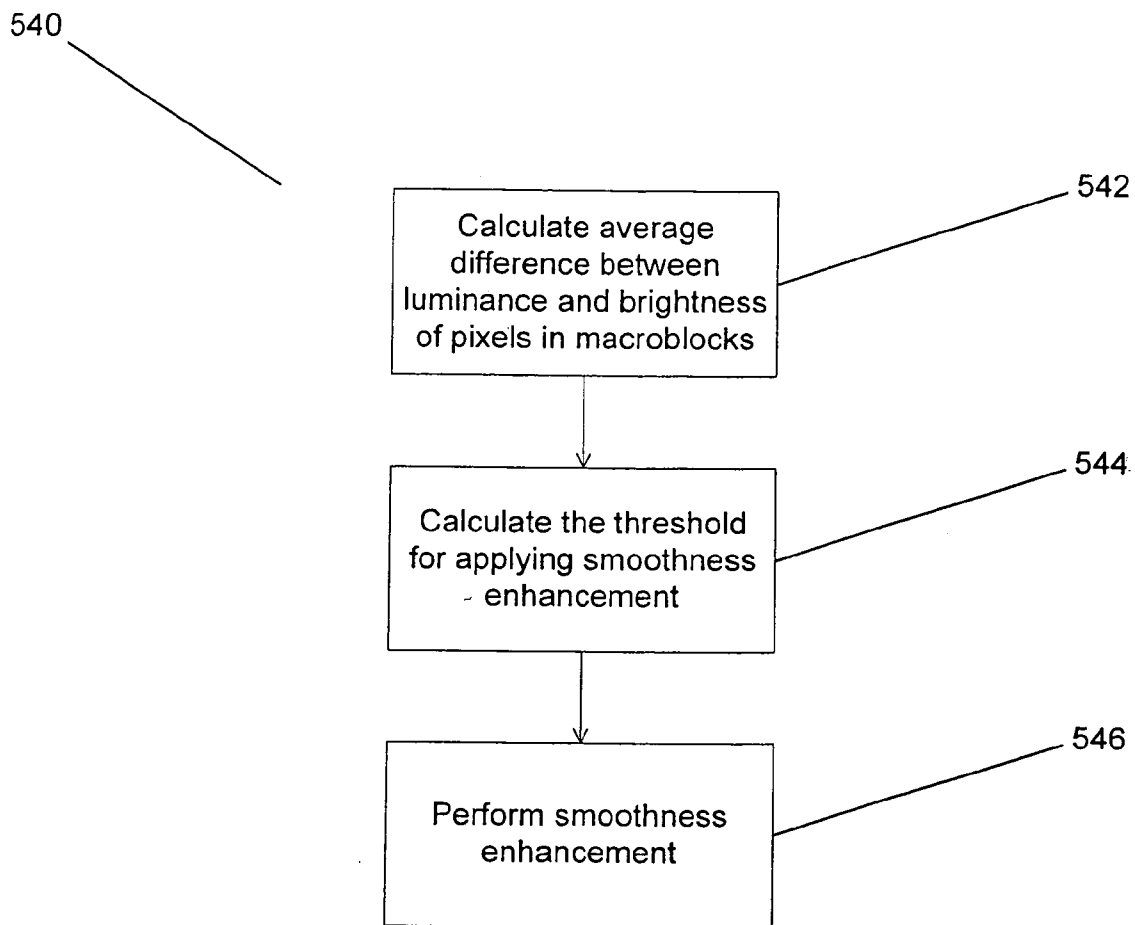 540
542
Calculate average
difference between
luminance and brightness
of pixels in macroblocks
544
Calculate the threshold
for applying smoothness
enhancement
546
Perform smoothness
enhancement